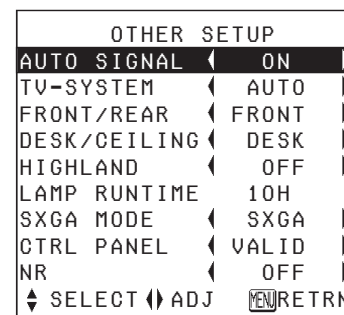 OTHER SETUP
AUTO SIGNAL ON
TV-SYSTEM AUTO
FRONT/REAR FRONT
DESK/CEILING DESK
HIGHLAND OFF
LAMP RUNTIME 10H
SXGA MODE SXGA
CTRL PANEL VALID
NR OFF
SELECT ADJ MENU RETRN